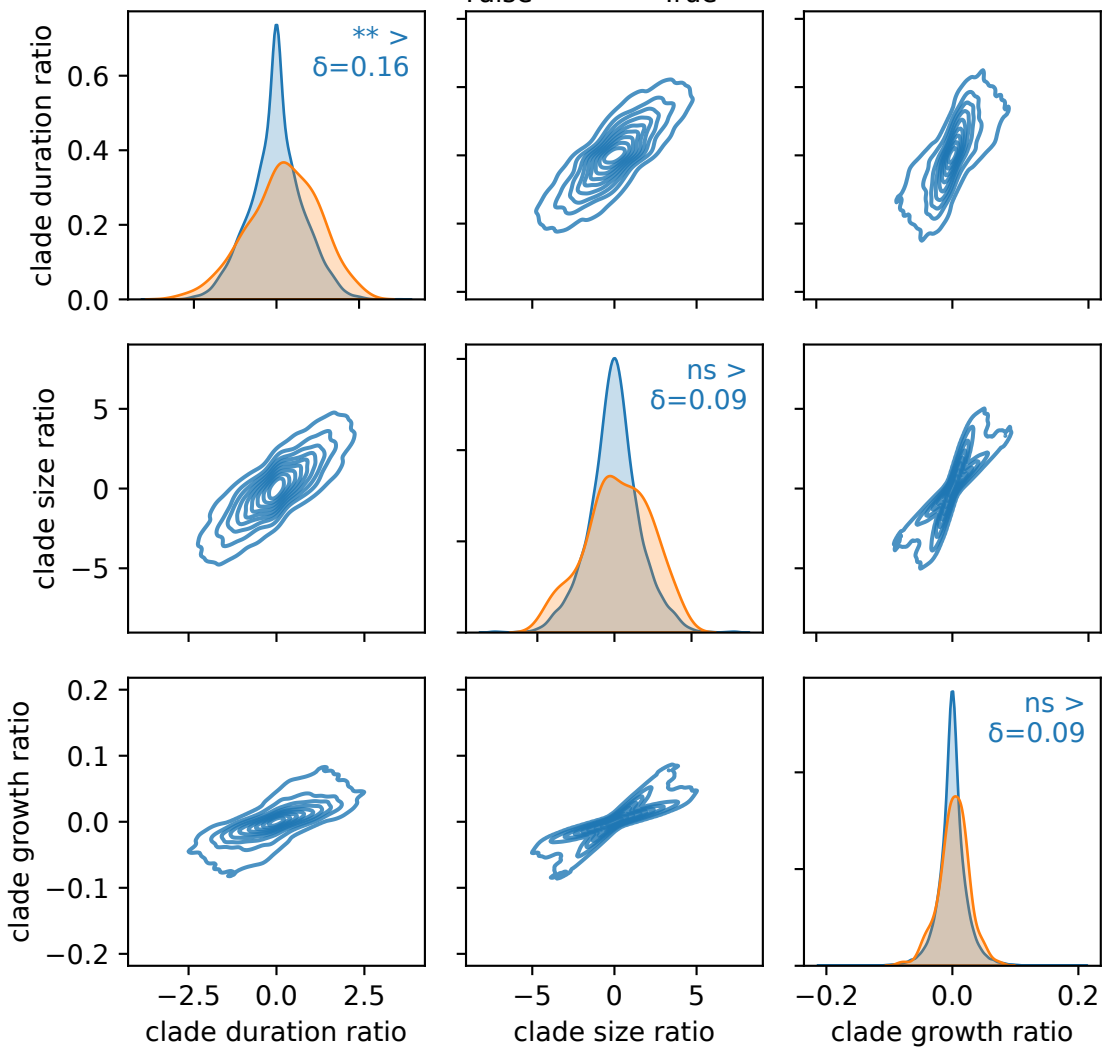 False True
clade duration ratio
0.6
0.4
0.2
0.0
** >
δ=0.16
clade size ratio
5
0
−5
ns >
δ=0.09
clade growth ratio
0.2
0.1
0.0
−0.1
−0.2
ns >
δ=0.09
−2.5 0.0 2.5
−5 0 5
−0.2 0.0 0.2
clade duration ratio
clade size ratio
clade growth ratio